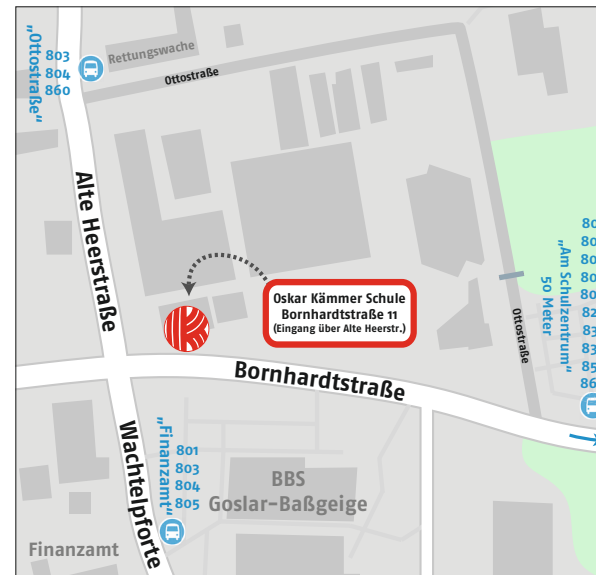 „Ottostraße“
803
804
860
Rettungswache
Ottostraße
Alte Heerstraße
Oskar Kämmer Schule
Bornhardtstraße 11
(Eingang über Alte Heerstr.)
Ottostraße
„Am Schulzentrum“
50 Meter
Bornhardtstraße
Wachtelpforte
„Finanzamt“
801
803
804
805
BBS
Goslar-Baßgeige
Finanzamt